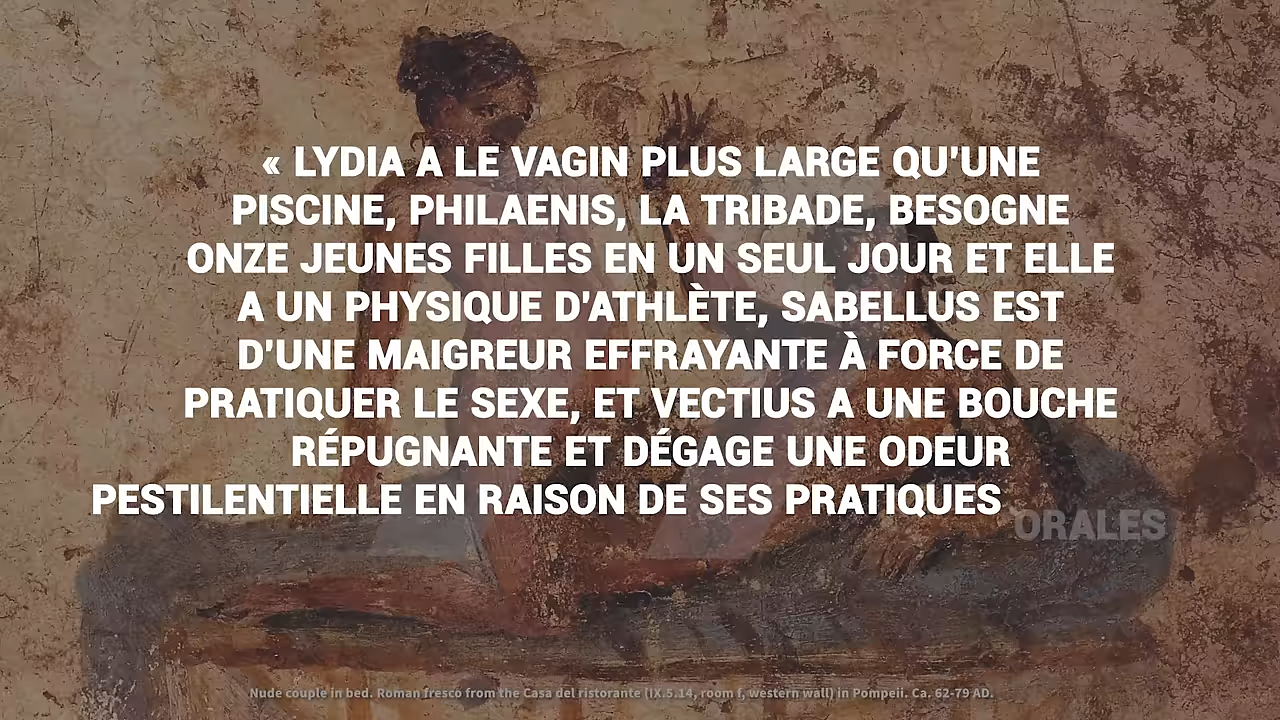 « LYDIA A LE VAGIN PLUS LARGE QU'UNE
PISCINE, PHILAENIS, LA TRIBADE, BESOGNE
ONZE JEUNES FILLES EN UN SEUL JOUR ET ELLE
A UN PHYSIQUE D'ATHLÈTE, SABELLUS EST
D'UNE MAIGREUR EFFRAYANTE À FORCE DE
PRATIQUER LE SEXE, ET VECTIUS A UNE BOUCHE
RÉPUGNANTE ET DÉGAGE UNE ODEUR
PESTILENTIELLE EN RAISON DE SES PRATIQUES ORALES
Nude couple in bed. Roman fresco from the Casa del ristorante (IX.5.14, room f, western wall) in Pompeii. Ca. 62-79 AD.